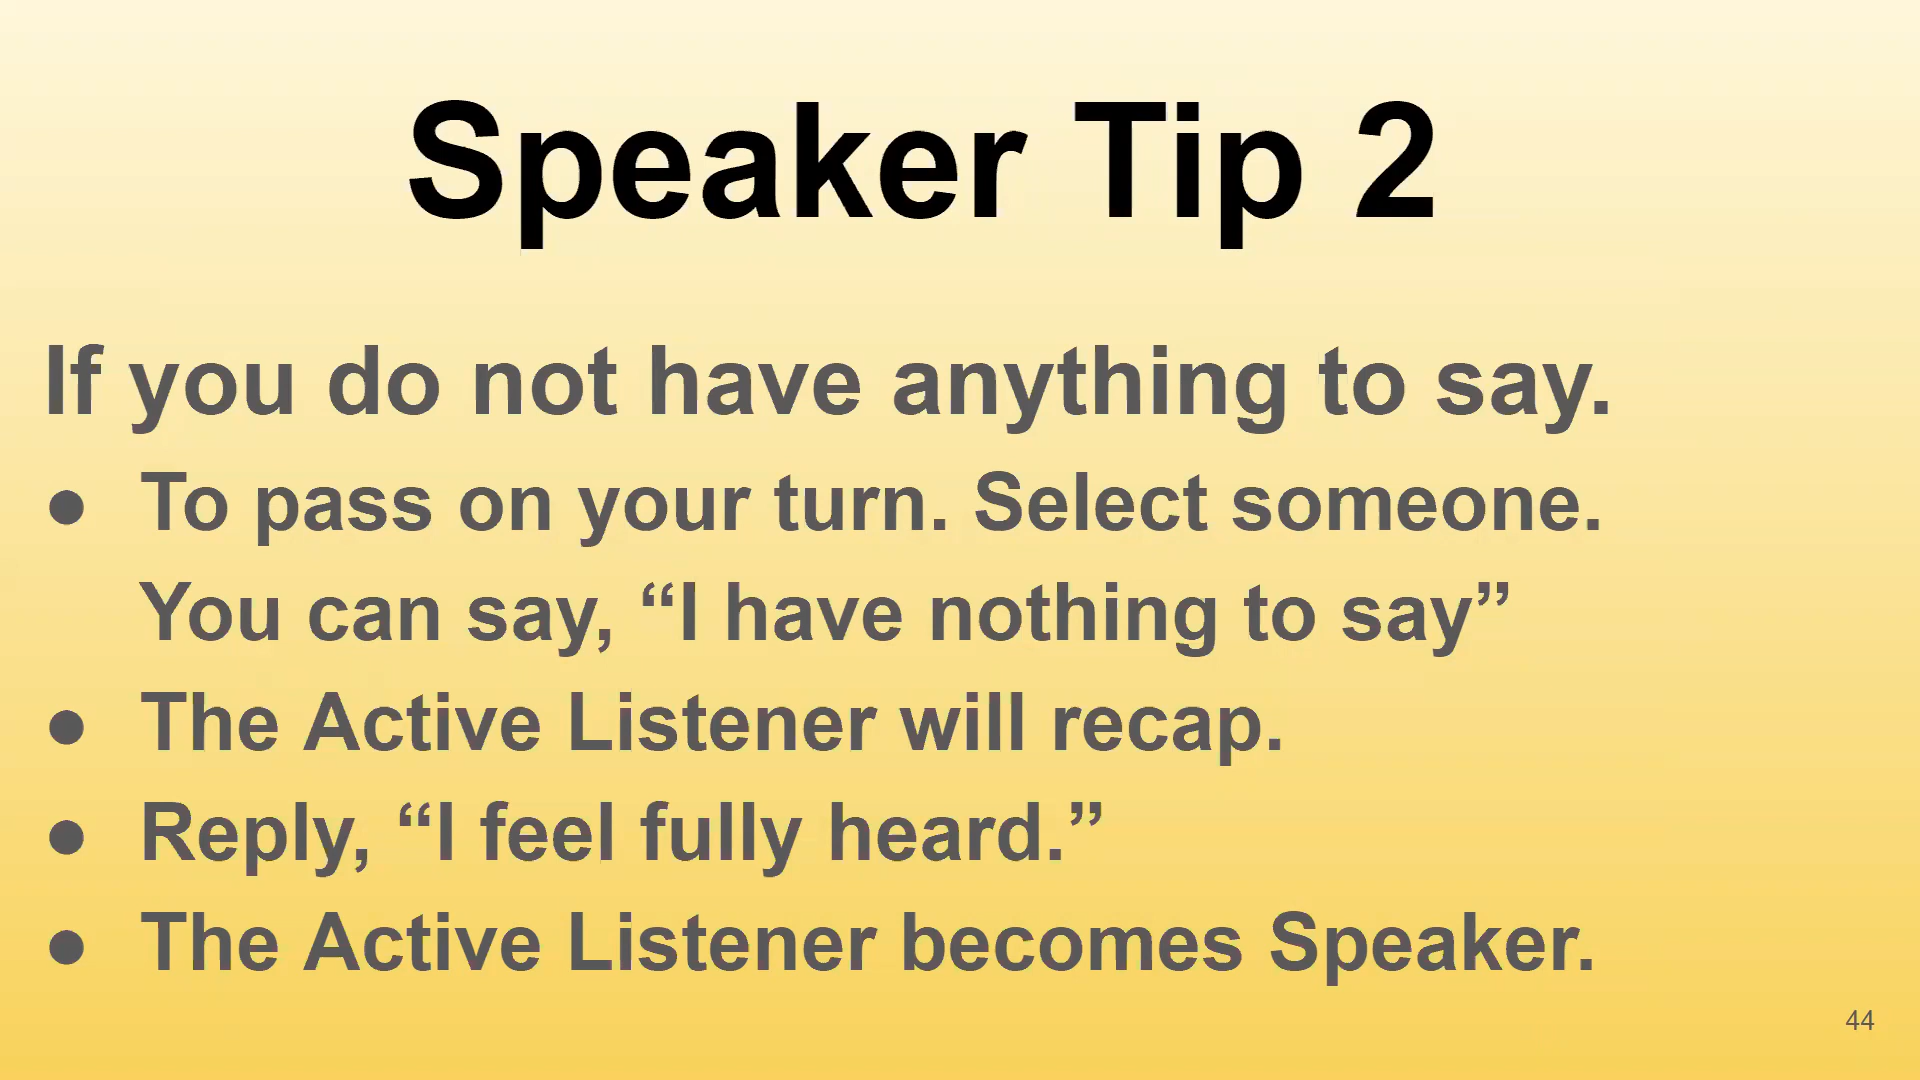 Speaker Tip 2
If you do not have anything to say.
● To pass on your turn. Select someone.
You can say, “I have nothing to say”
● The Active Listener will recap.
● Reply, “I feel fully heard.”
● The Active Listener becomes Speaker.
44